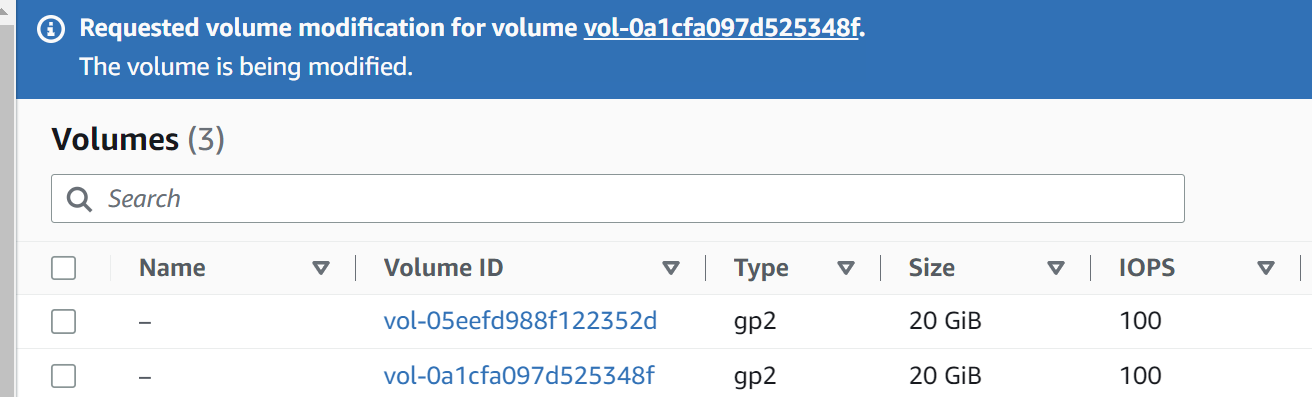 Requested volume modification for volume vol-0a1cfa097d525348f.
The volume is being modified.
Volumes (3)
Search
Name Volume ID Type Size IOPS
– vol-05eefd988f122352d gp2 20 GiB 100
– vol-0a1cfa097d525348f gp2 20 GiB 100